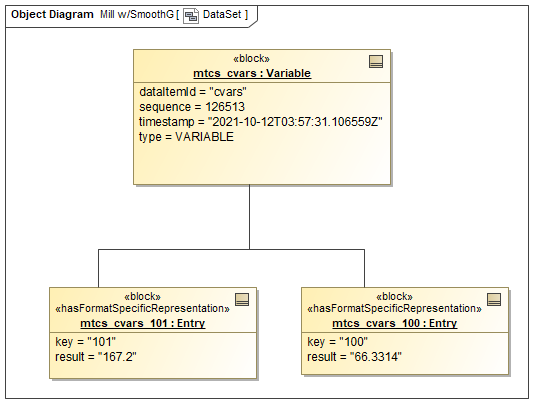 Object Diagram Mill w/SmoothG [ DataSet ]
«block»
mtcs_cvars : Variable
dataItemId = "cvars"
sequence = 126513
timestamp = "2021-10-12T03:57:31.106559Z"
type = VARIABLE
«block»
«hasFormatSpecificRepresentation»
mtcs_cvars_101 : Entry
key = "101"
result = "167.2"
«block»
«hasFormatSpecificRepresentation»
mtcs_cvars_100 : Entry
key = "100"
result = "66.3314"